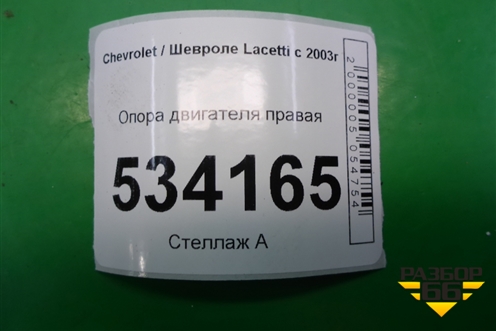 Chevrolet / Шевроле Lacetti с 2003г
Опора двигателя правая
534165
Стеллаж А
2000005054754
РАЗБОР
66